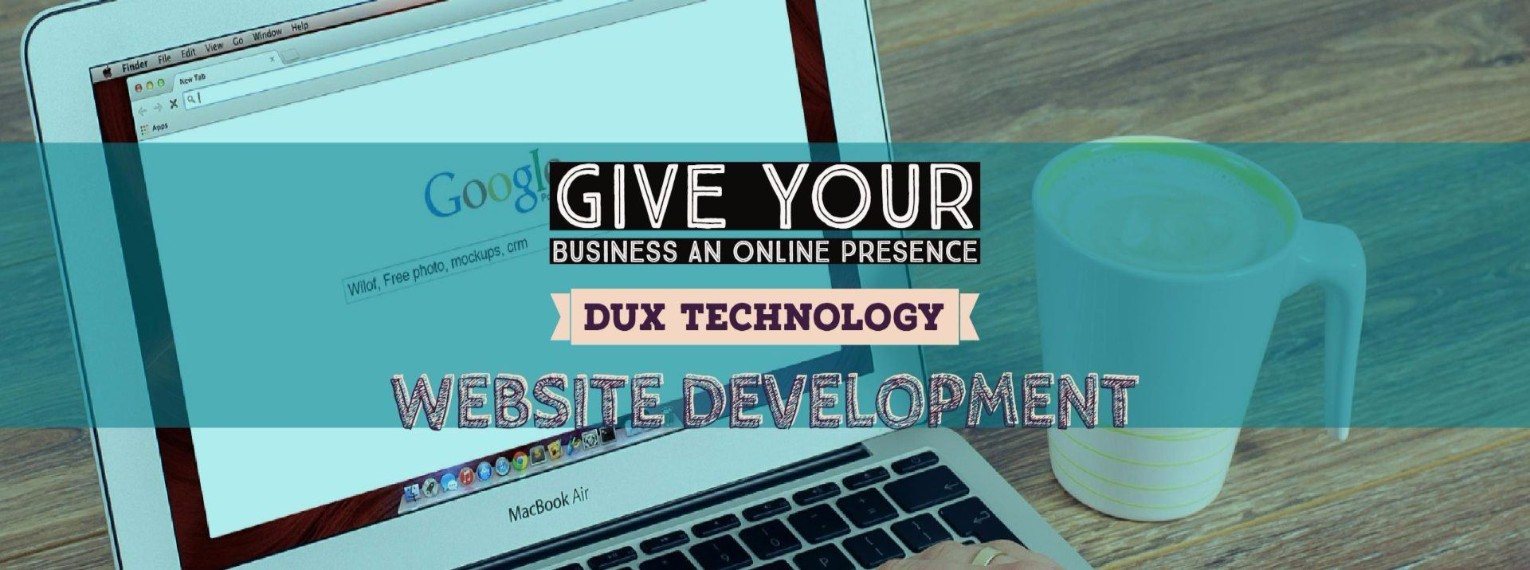 Finder File Edit View Go Window Help
New Tab
Apps
Google
Wilof, Free photo, mockups, crm
GIVE YOUR
BUSINESS AN ONLINE PRESENCE
DUX TECHNOLOGY
WEBSITE DEVELOPMENT
MacBook Air